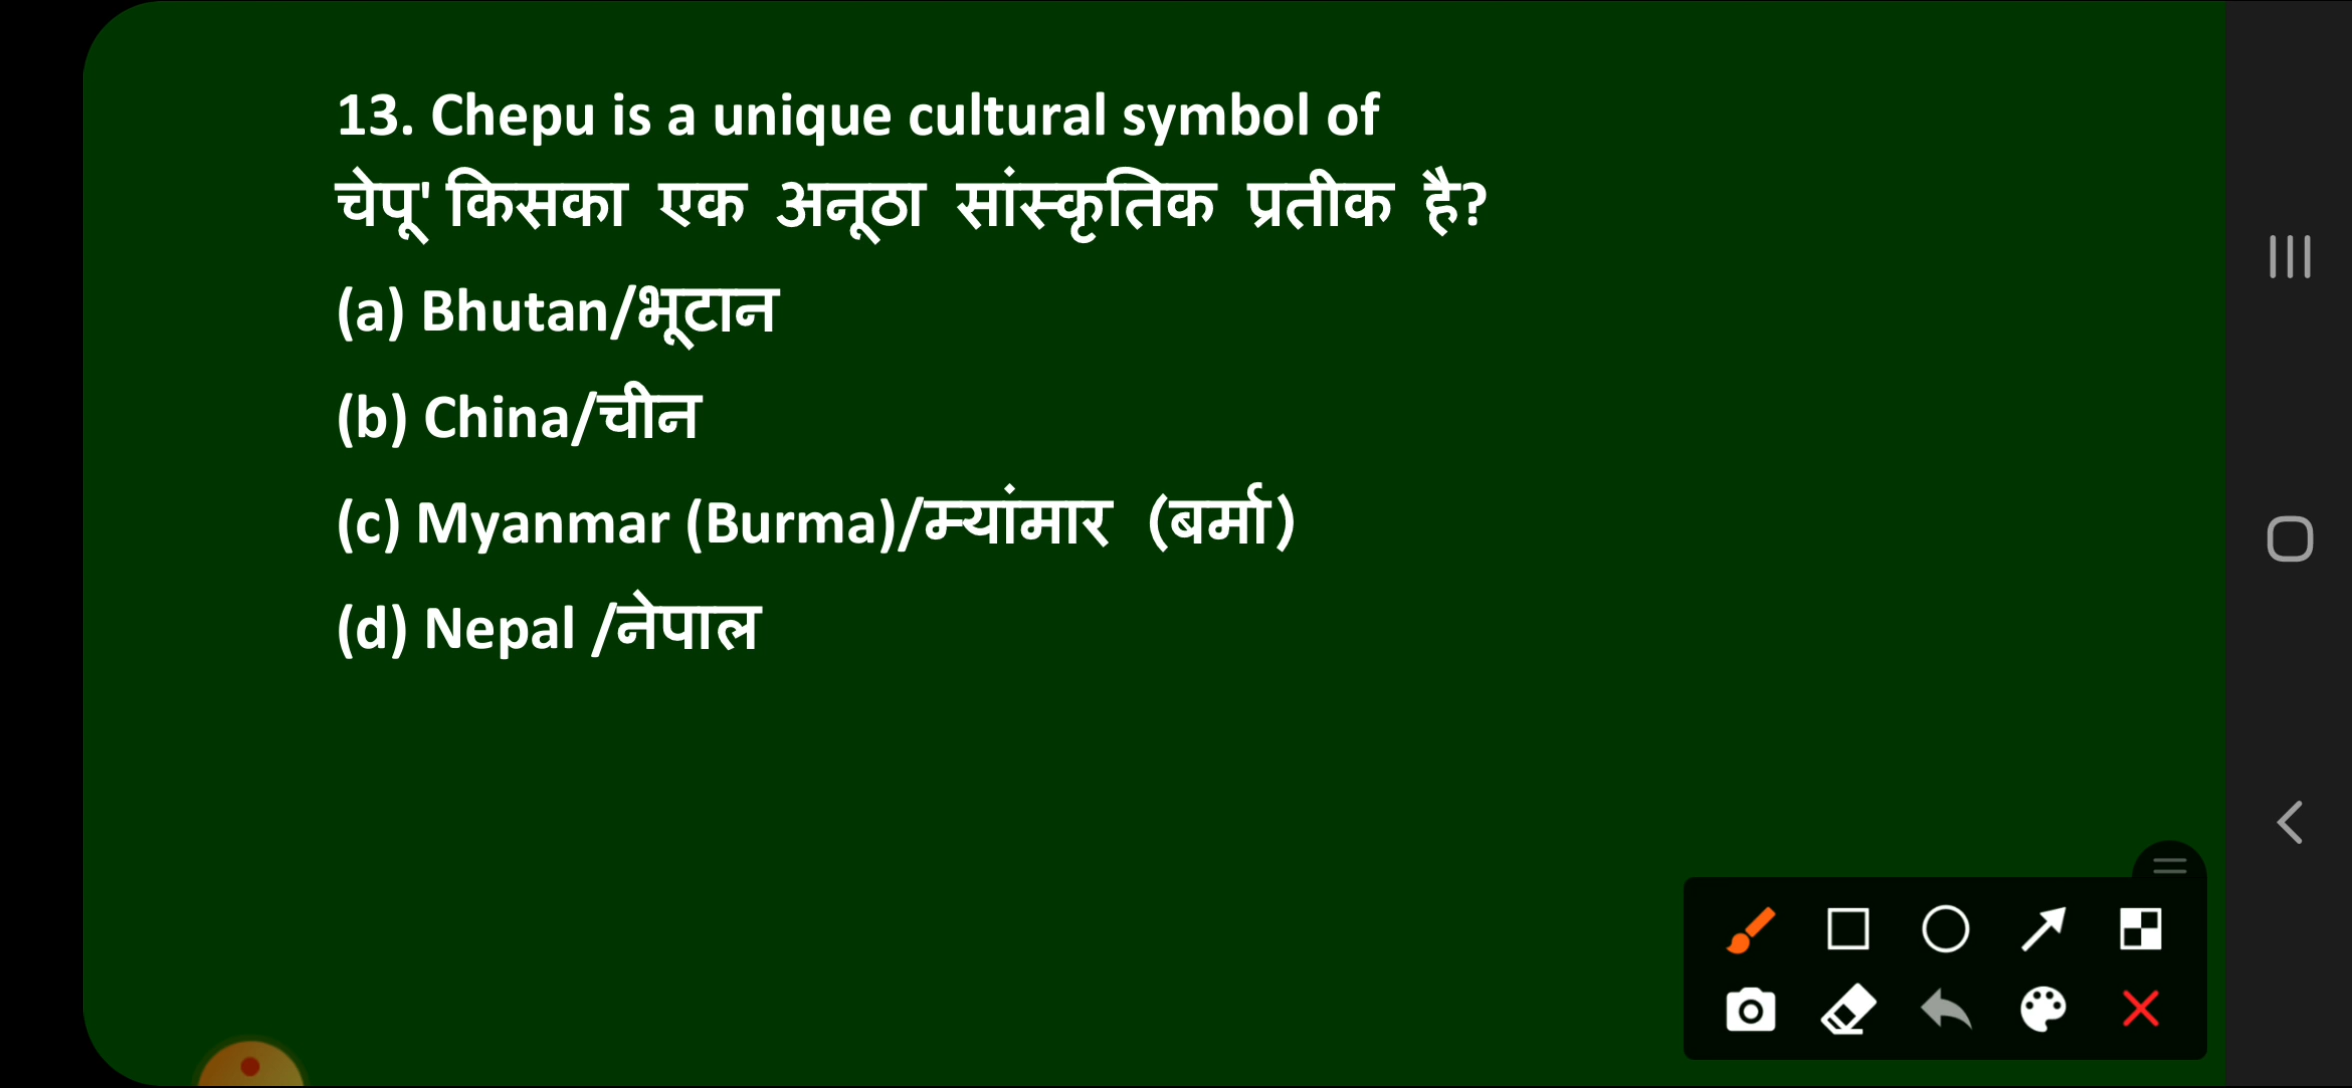 13. Chepu is a unique cultural symbol of
चेपू' किसका एक अनूठा सांस्कृतिक प्रतीक है?
(a) Bhutan/भूटान
(b) China/चीन
(c) Myanmar (Burma)/म्यांमार (बर्मा)
(d) Nepal /नेपाल